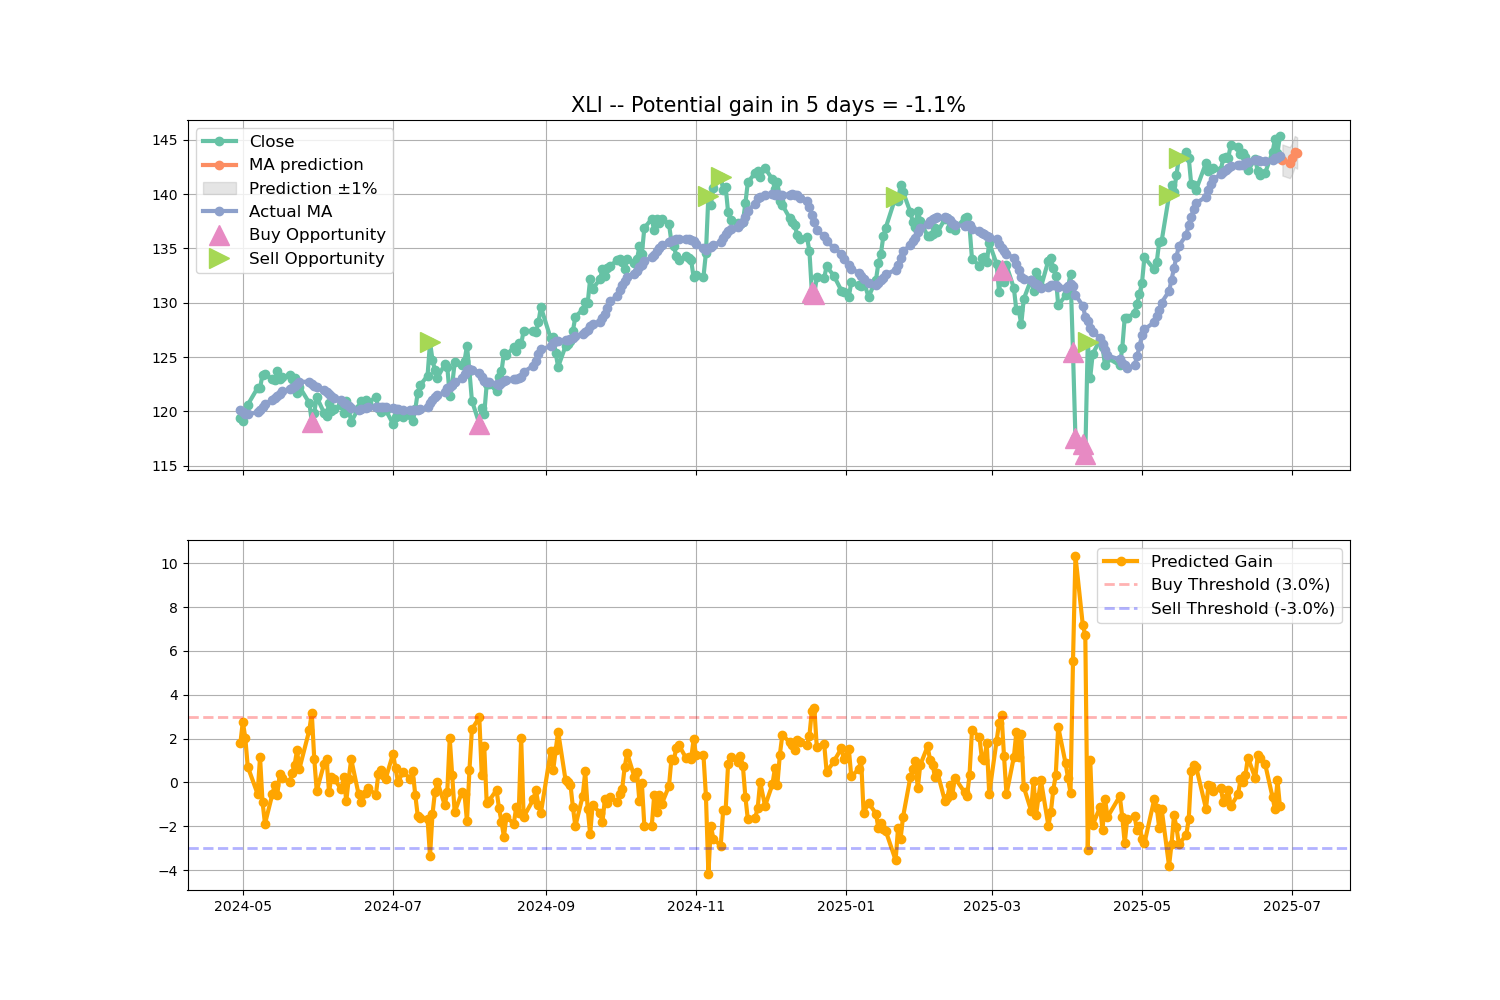 XLI -- Potential gain in 5 days = -1.1%
145
140
135
130
125
120
115
Close
MA prediction
Prediction ±1%
Actual MA
Buy Opportunity
Sell Opportunity
10
8
6
4
2
0
−2
−4
Predicted Gain
Buy Threshold (3.0%)
Sell Threshold (-3.0%)
2024-05
2024-07
2024-09
2024-11
2025-01
2025-03
2025-05
2025-07